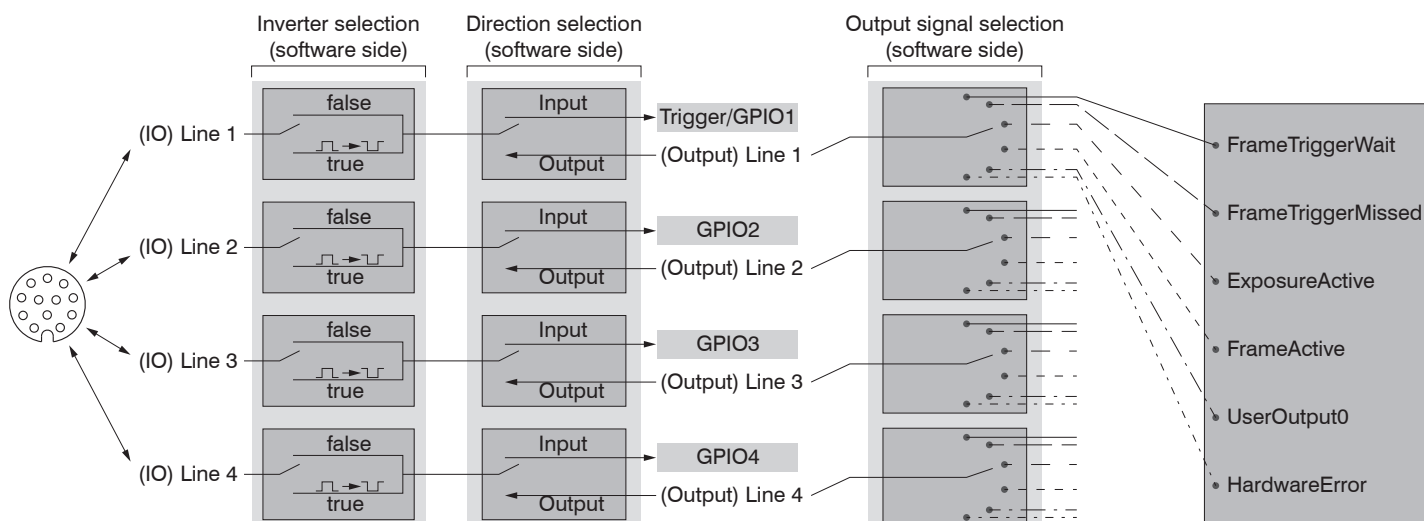 Inverter selection
(software side)
Direction selection
(software side)
Output signal selection
(software side)
(IO) Line 1
false
true
Input
Output
Trigger/GPIO1
(Output) Line 1
(IO) Line 2
false
true
Input
Output
GPIO2
(Output) Line 2
(IO) Line 3
false
true
Input
Output
GPIO3
(Output) Line 3
(IO) Line 4
false
true
Input
Output
GPIO4
(Output) Line 4
FrameTriggerWait
FrameTriggerMissed
ExposureActive
FrameActive
UserOutput0
HardwareError